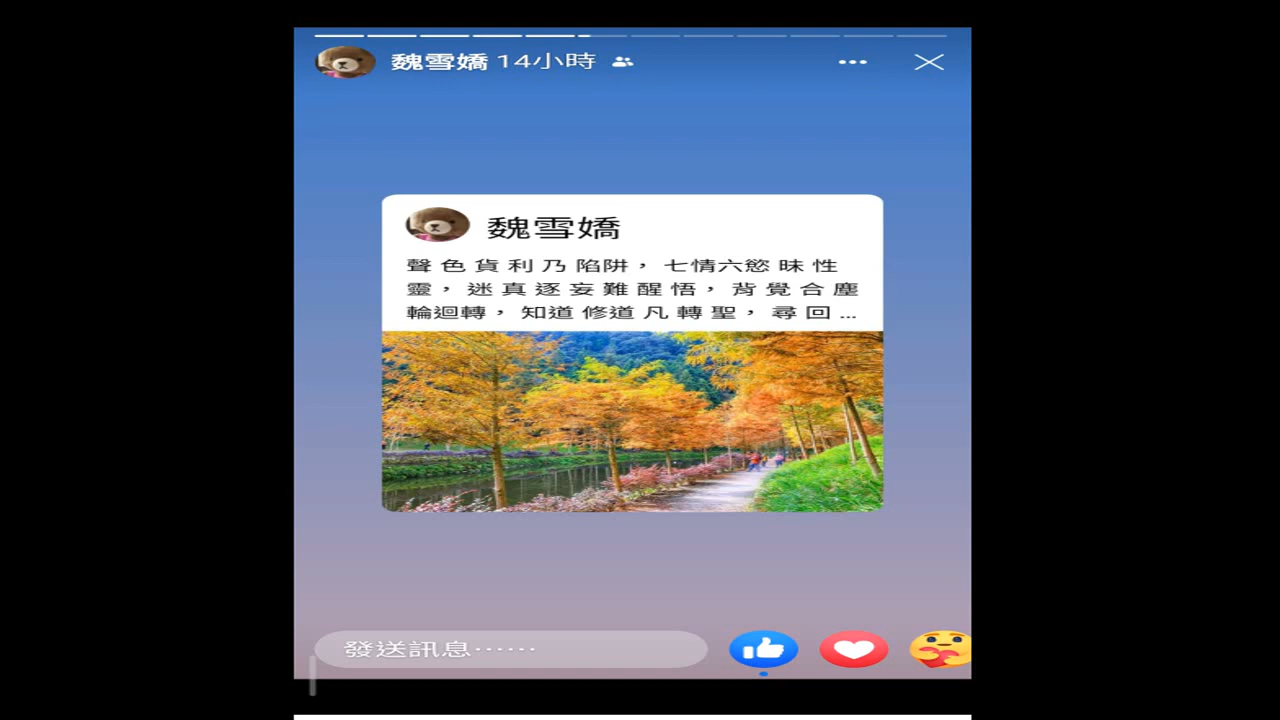 魏雪嬌 14小時
魏雪嬌
聲色貨利乃陷阱，七情六慾昧性
靈，迷真逐妄難醒悟，背覺合塵
輪迴轉，知道修道凡轉聖，尋回...
發送訊息⋯⋯